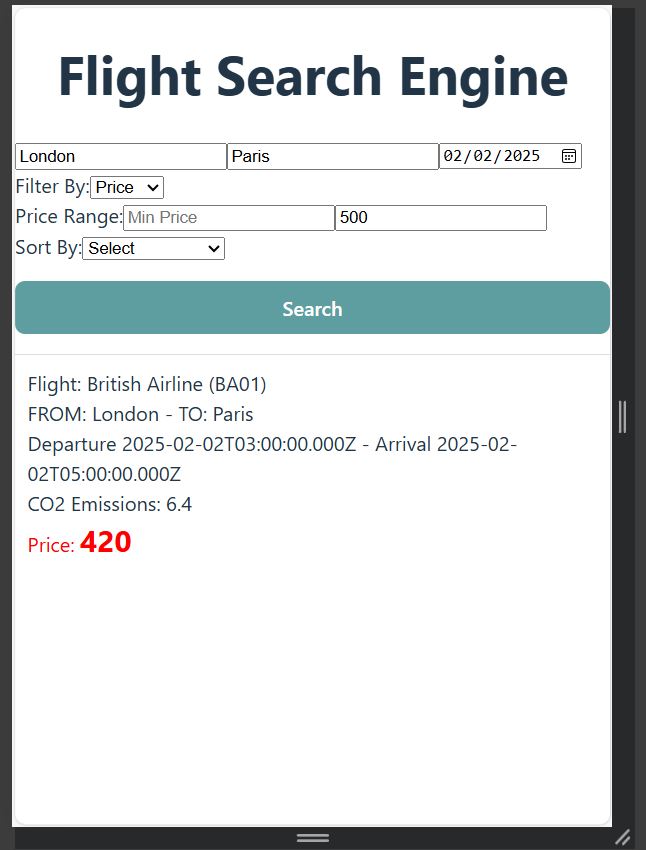 Flight Search Engine
London Paris 02/02/2025
Filter By: Price
Price Range: Min Price 500
Sort By: Select
Search
Flight: British Airline (BA01)
FROM: London - TO: Paris
Departure 2025-02-02T03:00:00.000Z - Arrival 2025-02-
02T05:00:00.000Z
CO2 Emissions: 6.4
Price: 420